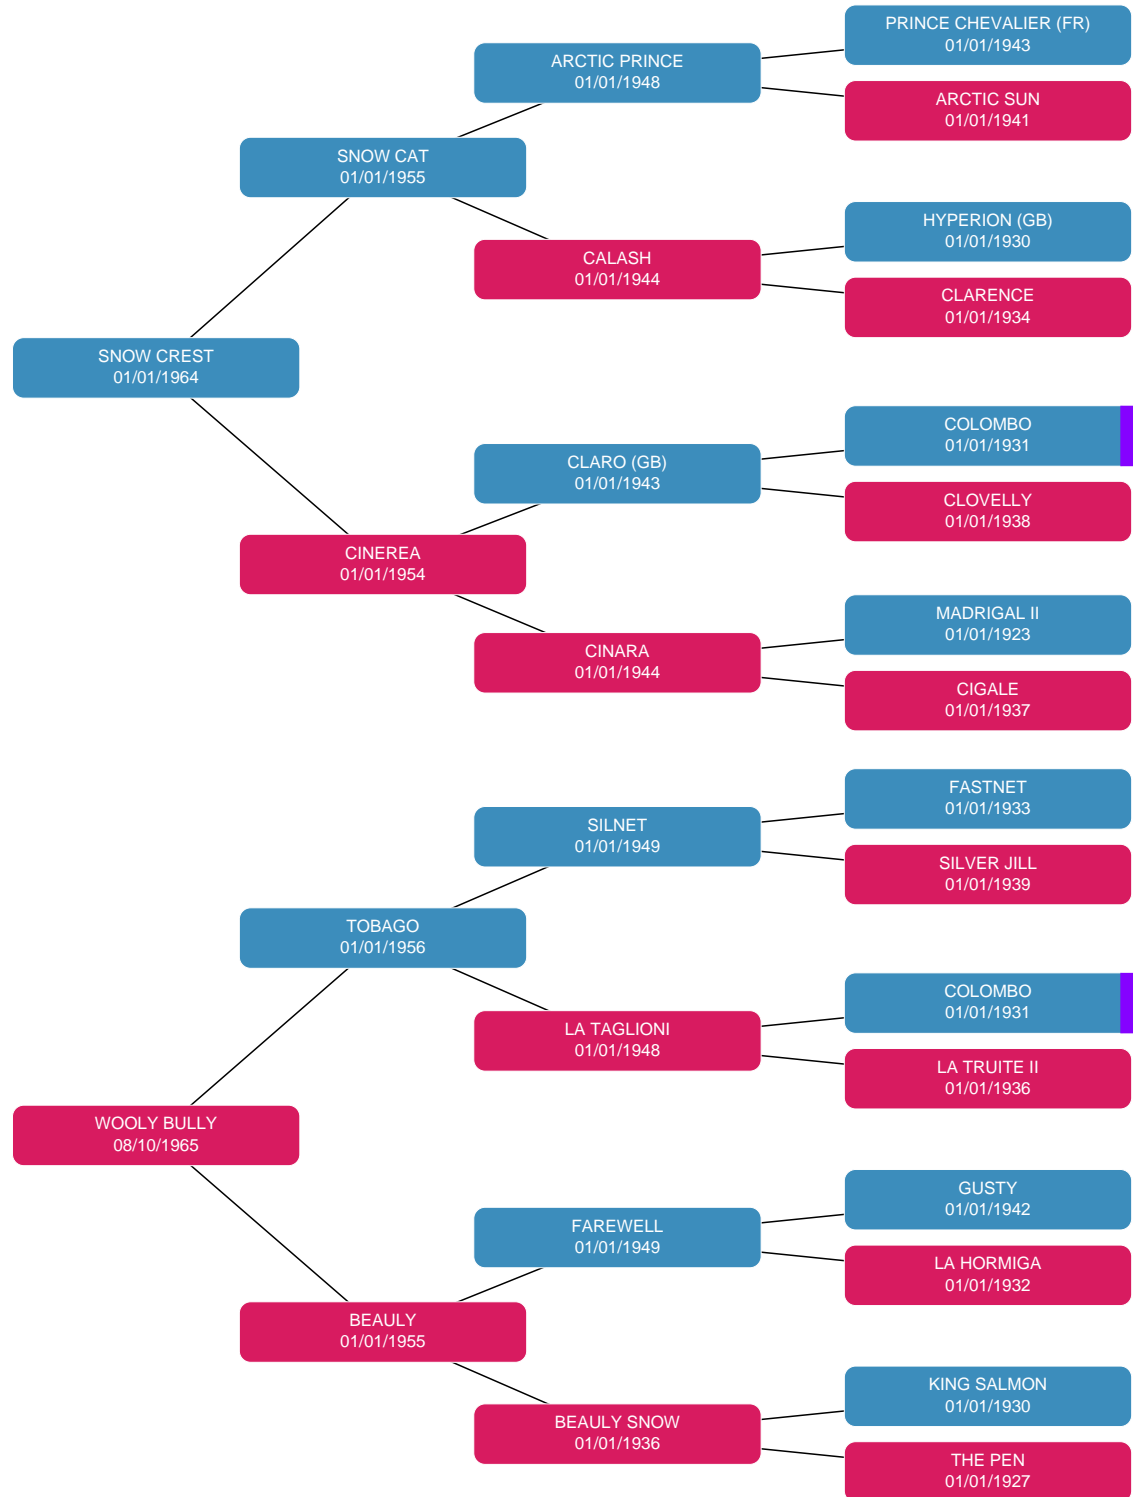 PRINCE CHEVALIER (FR)
01/01/1943
ARCTIC PRINCE
01/01/1948
ARCTIC SUN
01/01/1941
SNOW CAT
01/01/1955
HYPERION (GB)
01/01/1930
CALASH
01/01/1944
CLARENCE
01/01/1934
SNOW CREST
01/01/1964
COLOMBO
01/01/1931
CLARO (GB)
01/01/1943
CLOVELLY
01/01/1938
CINEREA
01/01/1954
MADRIGAL II
01/01/1923
CINARA
01/01/1944
CIGALE
01/01/1937
FASTNET
01/01/1933
SILNET
01/01/1949
SILVER JILL
01/01/1939
TOBAGO
01/01/1956
COLOMBO
01/01/1931
LA TAGLIONI
01/01/1948
LA TRUITE II
01/01/1936
WOOLY BULLY
08/10/1965
GUSTY
01/01/1942
FAREWELL
01/01/1949
LA HORMIGA
01/01/1932
BEAULY
01/01/1955
KING SALMON
01/01/1930
BEAULY SNOW
01/01/1936
THE PEN
01/01/1927